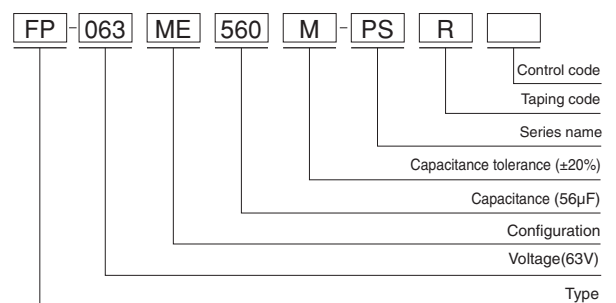 FP-063 ME 560 M-PS R
Control code
Taping code
Series name
Capacitance tolerance (±20%)
Capacitance (56µF)
Configuration
Voltage(63V)
Type